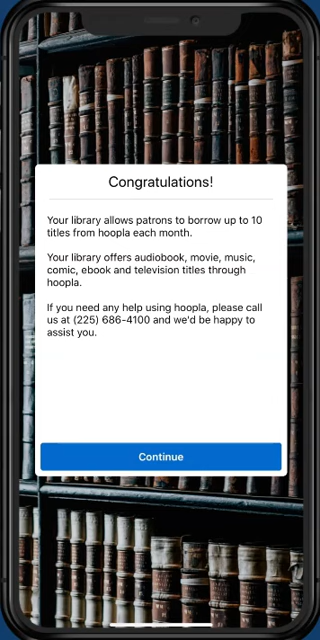 Congratulations!
Your library allows patrons to borrow up to 10
titles from hoopla each month.
Your library offers audiobook, movie, music,
comic, ebook and television titles through
hoopla.
If you need any help using hoopla, please call
us at (225) 686-4100 and we'd be happy to
assist you.
Continue